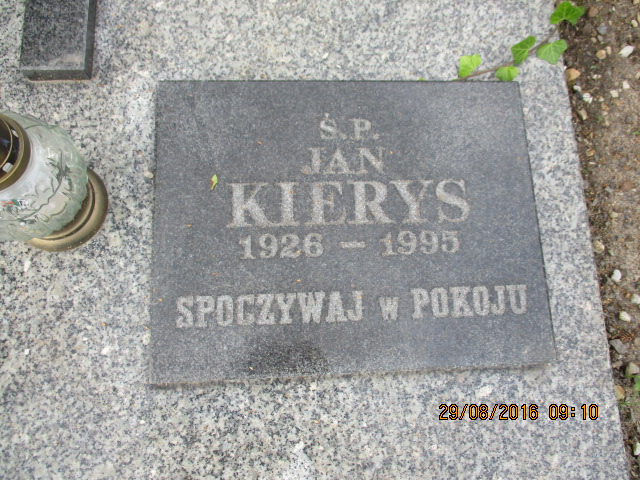 Ś.P.
JAN
KIERYS
1926 – 1995
SPOCZYWAJ w POKOJU
29/08/2016 09:10